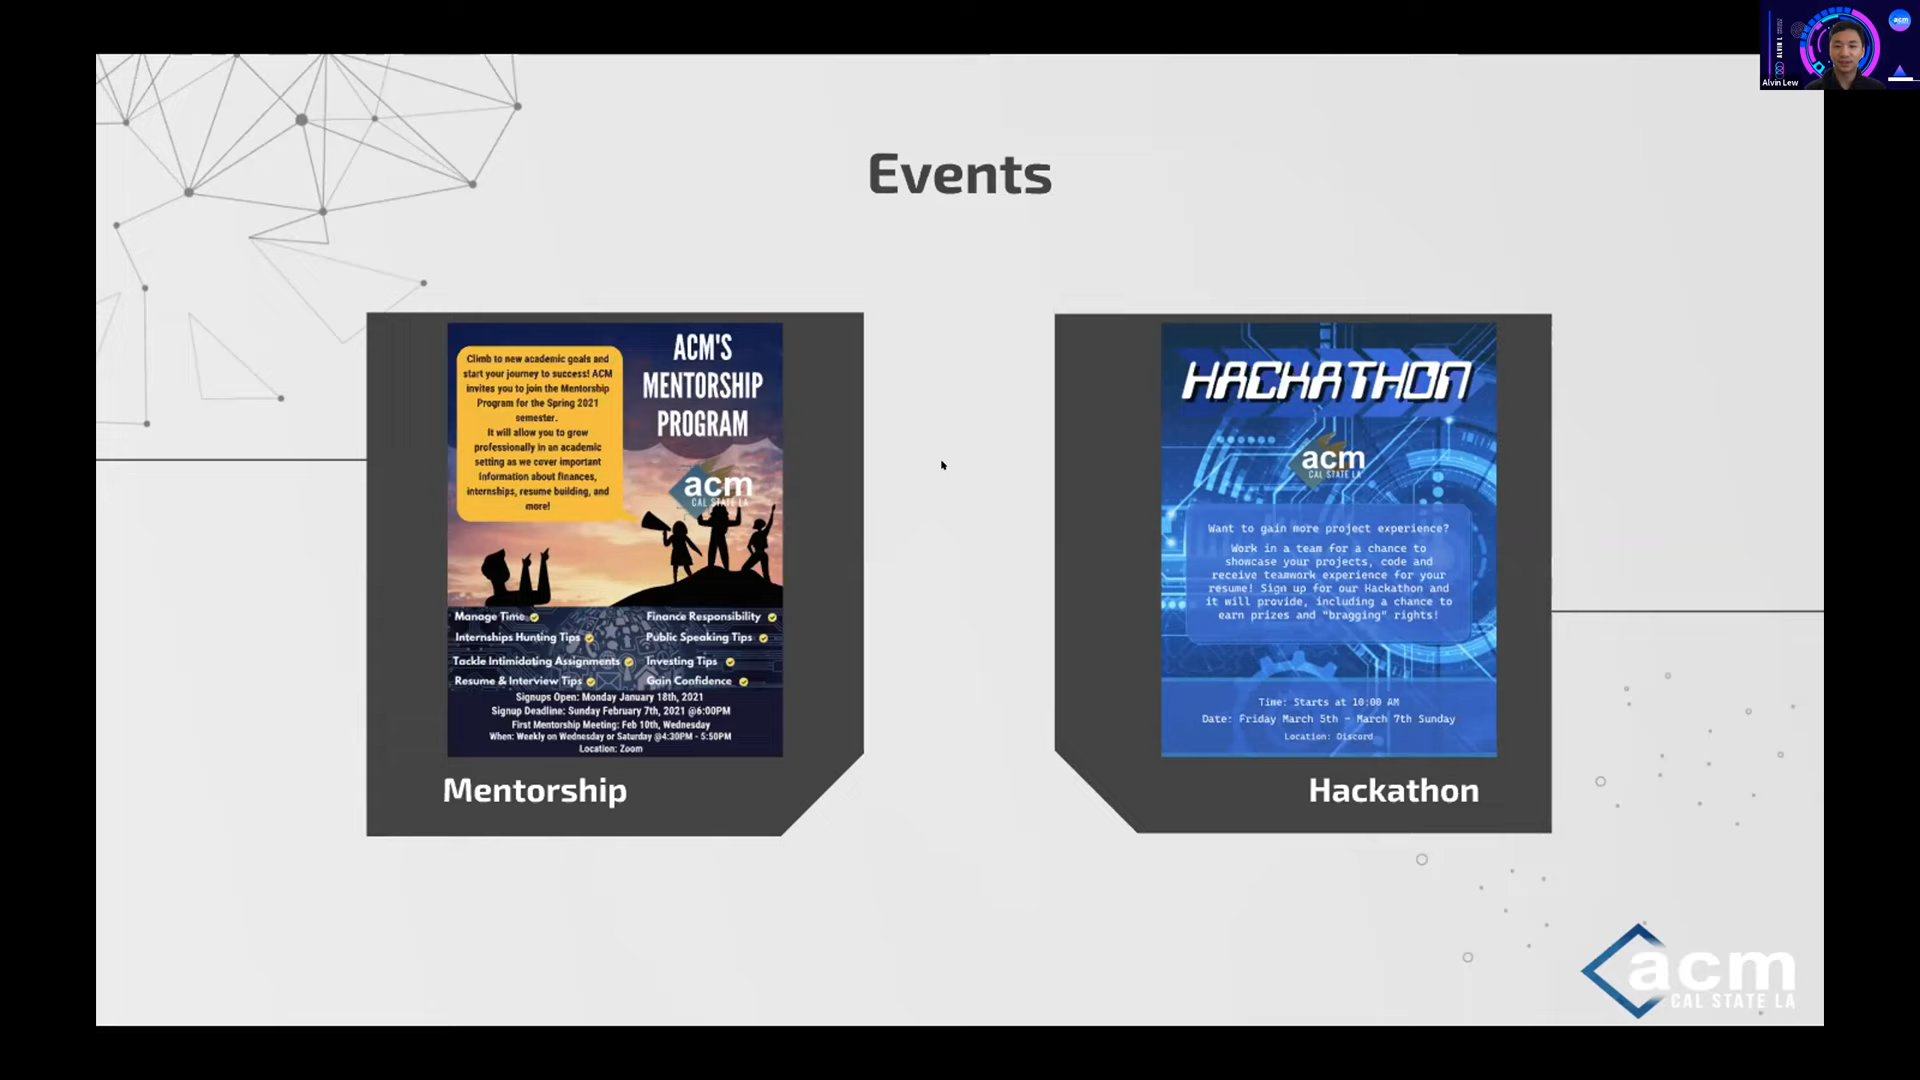 Alvin Lew
ALVIN L
acm
Events
Climb to new academic goals and
start your journey to success! ACM
invites you to join the Mentorship
Program for the Spring 2021
semester.
It will allow you to grow
professionally in an academic
setting as we cover important
information about finances,
internships, resume building, and
more!
ACM'S
MENTORSHIP
PROGRAM
acm
CAL STATE LA
Manage Time
Finance Responsibility
Internships Hunting Tips
Public Speaking Tips
Tackle Intimidating Assignments
Investing Tips
Resume & Interview Tips
Gain Confidence
Signups Open: Monday January 18th, 2021
Signup Deadline: Sunday February 7th, 2021 @6:00PM
First Mentorship Meeting: Feb 10th, Wednesday
When: Weekly on Wednesday or Saturday @4:30PM - 5:50PM
Location: Zoom
Mentorship
HACKATHON
acm
CAL STATE LA
Want to gain more project experience?
Work in a team for a chance to
showcase your projects, code and
receive teamwork experience for your
resume! Sign up for our Hackathon and
it will provide, including a chance to
earn prizes and "bragging" rights!
Time: Starts at 10:00 AM
Date: Friday March 5th - March 7th Sunday
Location: Discord
Hackathon
acm
CAL STATE LA